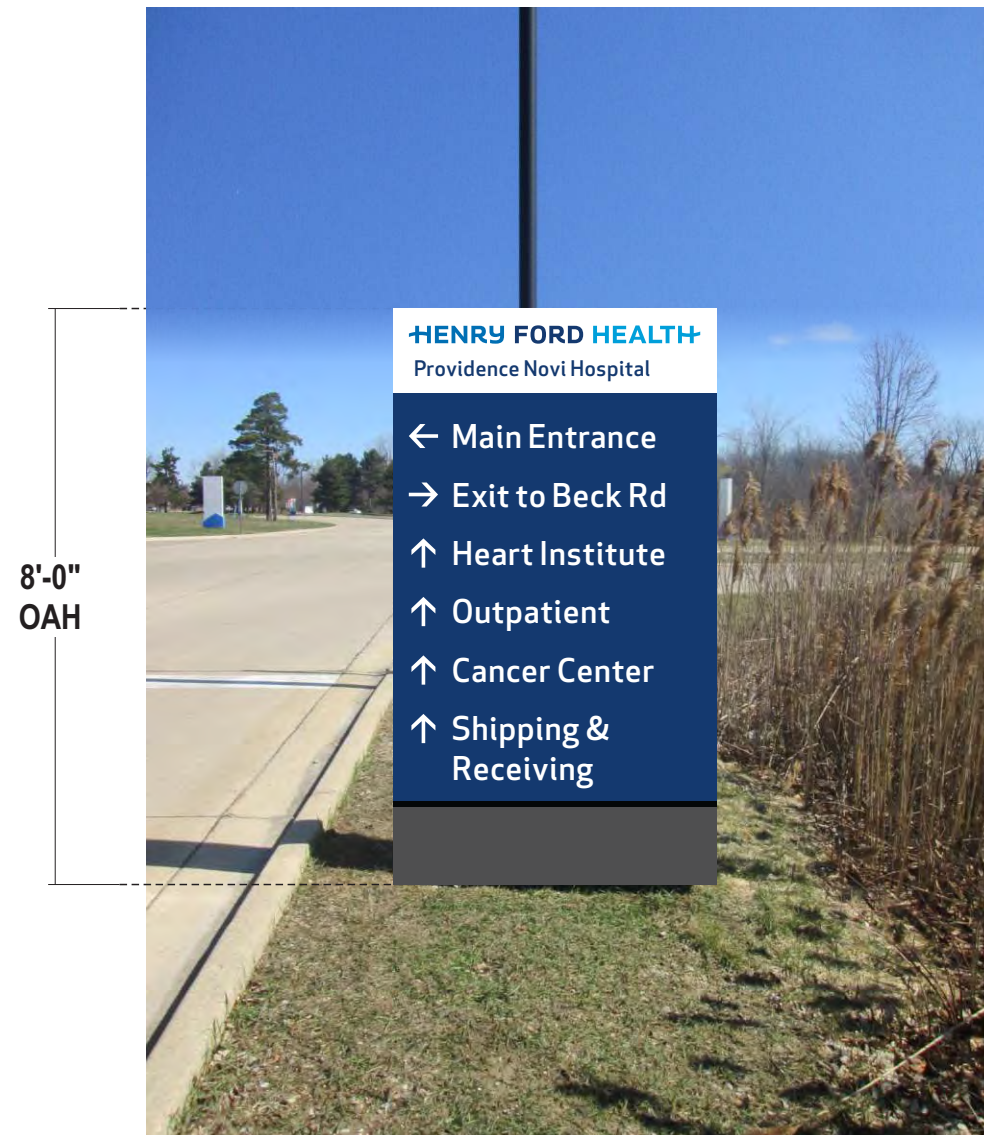 HENRY FORD HEALTH
Providence Novi Hospital
← Main Entrance
→ Exit to Beck Rd
↑ Heart Institute
↑ Outpatient
↑ Cancer Center
↑ Shipping &
Receiving
8'-0"
OAH